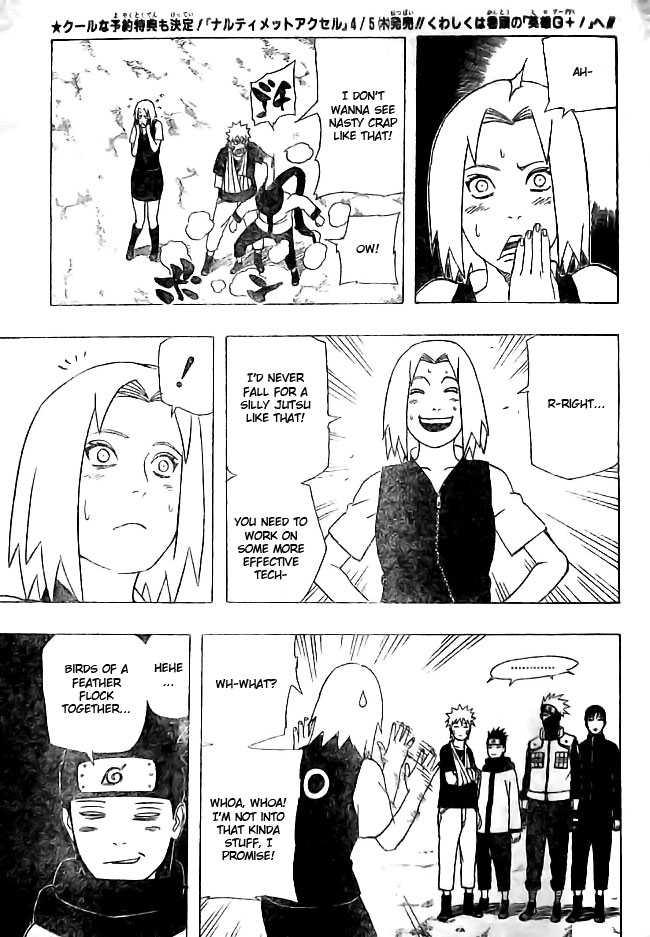 ★クールな予約特典も決定！『ナルティメットアクセル』4/5㈭発売!!くわしくは巻頭の「英雄G+！」へ!!
AH-
I DON'T
WANNA SEE
NASTY CRAP
LIKE THAT!
OW!
R-RIGHT...
I'D NEVER
FALL FOR A
SILLY JUTSU
LIKE THAT!
YOU NEED TO
WORK ON
SOME MORE
EFFECTIVE
TECH-
!
............
WH-WHAT?
WHOA, WHOA!
I'M NOT INTO
THAT KINDA
STUFF, I
PROMISE!
HEHE
...
BIRDS OF A
FEATHER
FLOCK
TOGETHER...